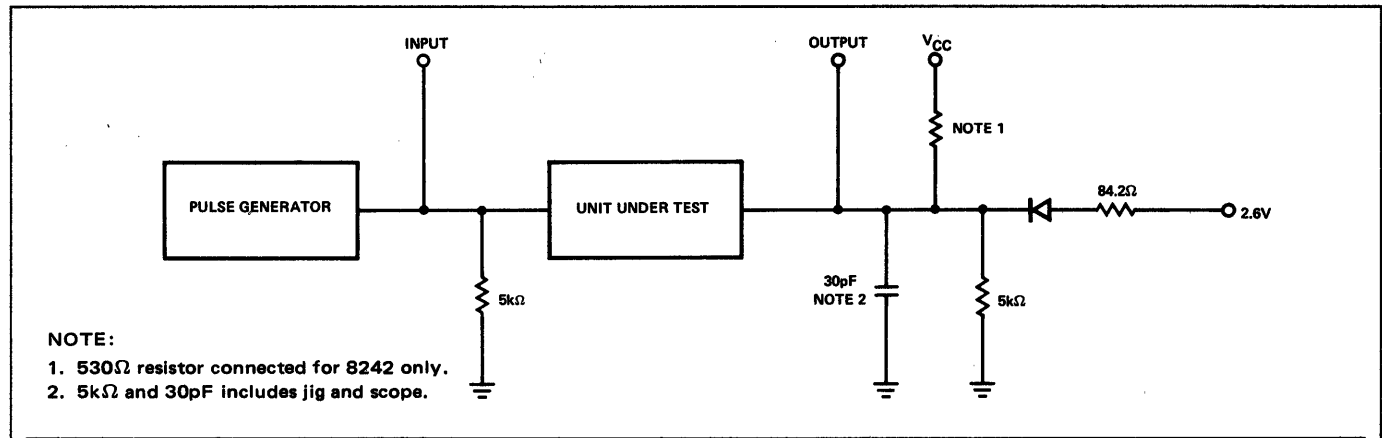 INPUT
OUTPUT
VCC
NOTE 1
84.2Ω
PULSE GENERATOR
UNIT UNDER TEST
2.6V
5kΩ
30pF
NOTE 2
5kΩ
NOTE:
1. 530Ω resistor connected for 8242 only.
2. 5kΩ and 30pF includes jig and scope.